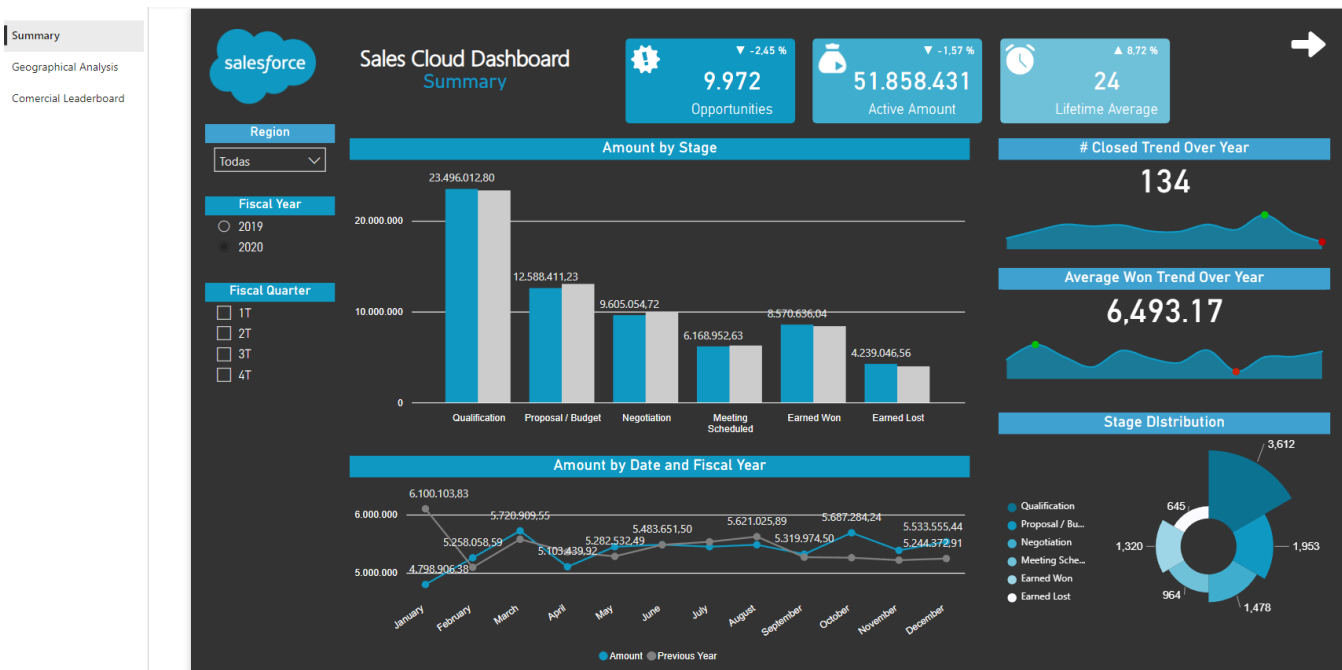 Summary
Geographical Analysis
Comercial Leaderboard
salesforce
Sales Cloud Dashboard
Summary
▼ -2,45 %
9.972
Opportunities
▼ -1,57 %
51.858.431
Active Amount
▲ 8,72 %
24
Lifetime Average
Region
Todas
Fiscal Year
2019
2020
Fiscal Quarter
1T
2T
3T
4T
Amount by Stage
23.496.012,80
12.588.411,23
9.605.054,72
6.168.952,63
8.570.636,04
4.239.046,56
20.000.000
10.000.000
0
Qualification
Proposal / Budget
Negotiation
Meeting
Scheduled
Earned Won
Earned Lost
Amount by Date and Fiscal Year
6.000.000
5.000.000
6.100.103,83
4.798.906,38
5.258.058,59
5.720.909,55
5.103.439,92
5.282.532,49
5.483.651,50
5.621.025,89
5.319.974,50
5.687.284,24
5.533.555,44
5.244.372,91
January
February
March
April
May
June
July
August
September
October
November
December
Amount
Previous Year
# Closed Trend Over Year
134
Average Won Trend Over Year
6,493.17
Stage DIstribution
Qualification
Proposal / Bu...
Negotiation
Meeting Sche...
Earned Won
Earned Lost
3,612
1,953
1,478
964
1,320
645